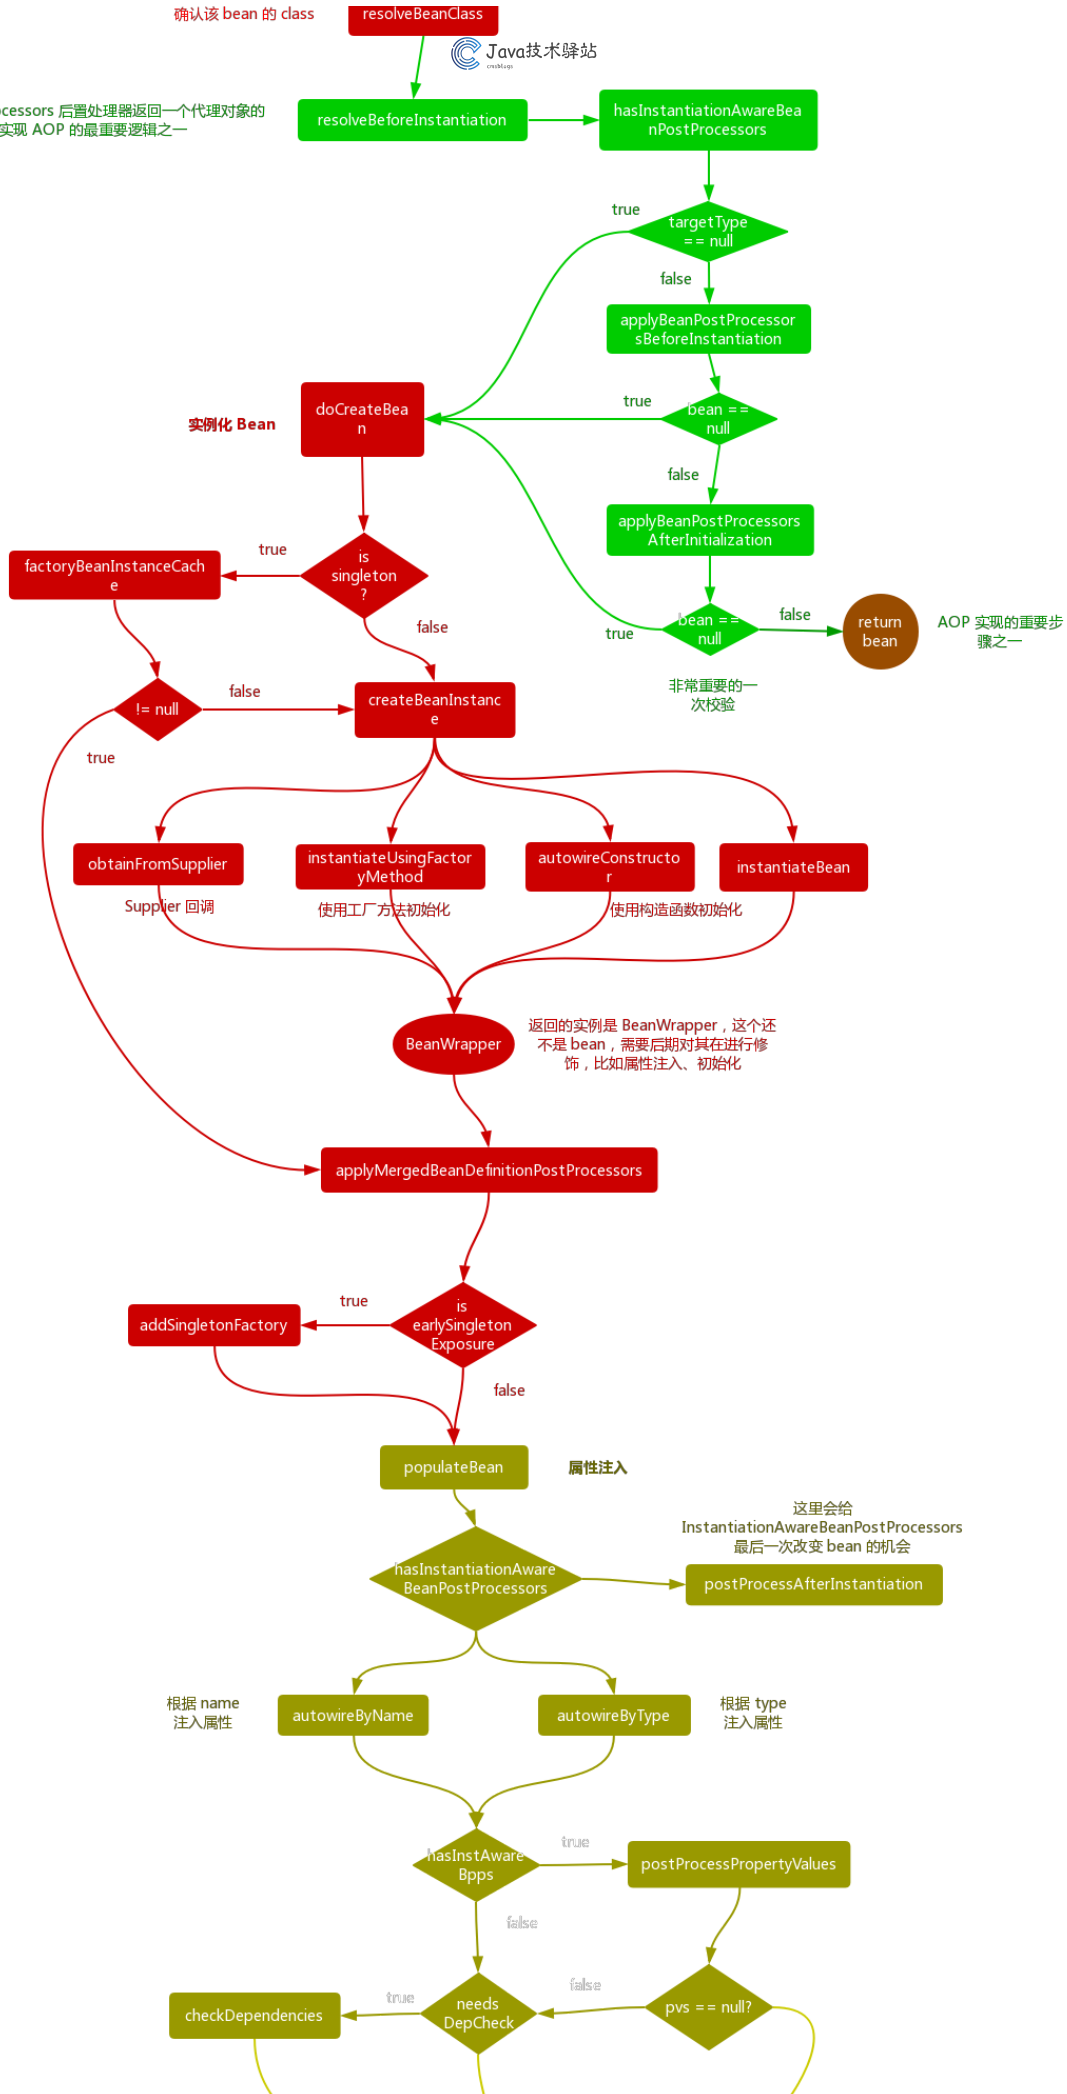 确认该 bean 的 class
resolveBeanClass
Java技术驿站
cmsblogs
ocessors 后置处理器返回一个代理对象的
实现 AOP 的最重要逻辑之一
resolveBeforeInstantiation
hasInstantiationAwareBea
nPostProcessors
true
targetType
== null
false
applyBeanPostProcessor
sBeforeInstantiation
实例化 Bean
doCreateBea
n
true
bean ==
null
false
applyBeanPostProcessors
AfterInitialization
true
factoryBeanInstanceCach
e
is
singleton
?
false
true
bean ==
null
false
return
bean
AOP 实现的重要步
骤之一
非常重要的一
次校验
!= null
false
true
createBeanInstanc
e
obtainFromSupplier
instantiateUsingFactor
yMethod
autowireConstructo
r
instantiateBean
Supplier 回调
使用工厂方法初始化
使用构造函数初始化
BeanWrapper
返回的实例是 BeanWrapper，这个还
不是 bean，需要后期对其在进行修
饰，比如属性注入、初始化
applyMergedBeanDefinitionPostProcessors
addSingletonFactory
true
is
earlySingleton
Exposure
false
populateBean
属性注入
这里会给
InstantiationAwareBeanPostProcessors
最后一次改变 bean 的机会
hasInstantiationAware
BeanPostProcessors
postProcessAfterInstantiation
根据 name
注入属性
autowireByName
autowireByType
根据 type
注入属性
hasInstAware
Bpps
true
postProcessPropertyValues
false
checkDependencies
true
needs
DepCheck
false
pvs == null?